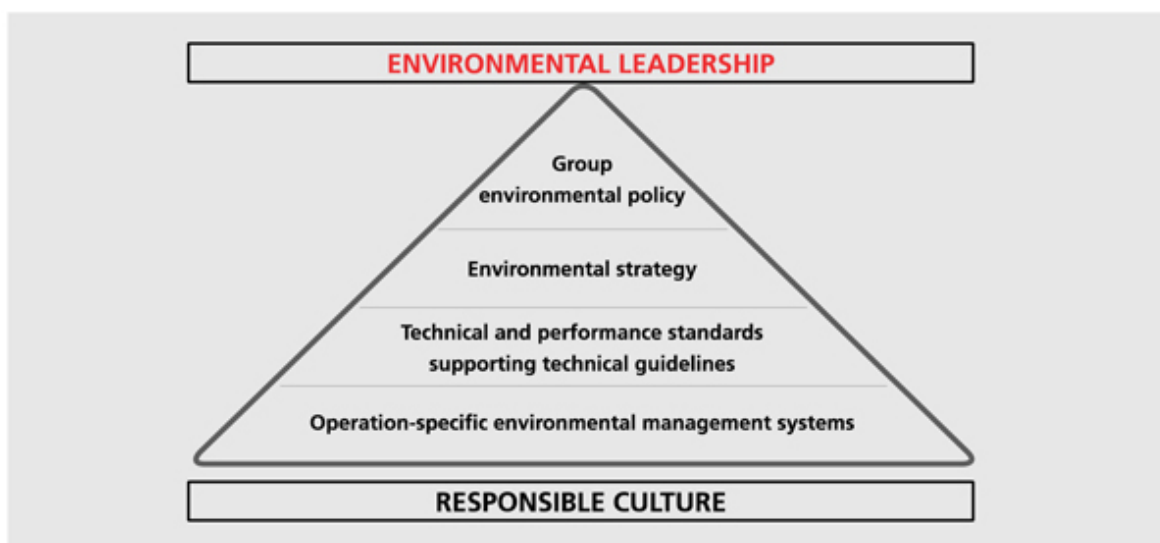 ENVIRONMENTAL LEADERSHIP
Group
environmental policy
Environmental strategy
Technical and performance standards
supporting technical guidelines
Operation-specific environmental management systems
RESPONSIBLE CULTURE